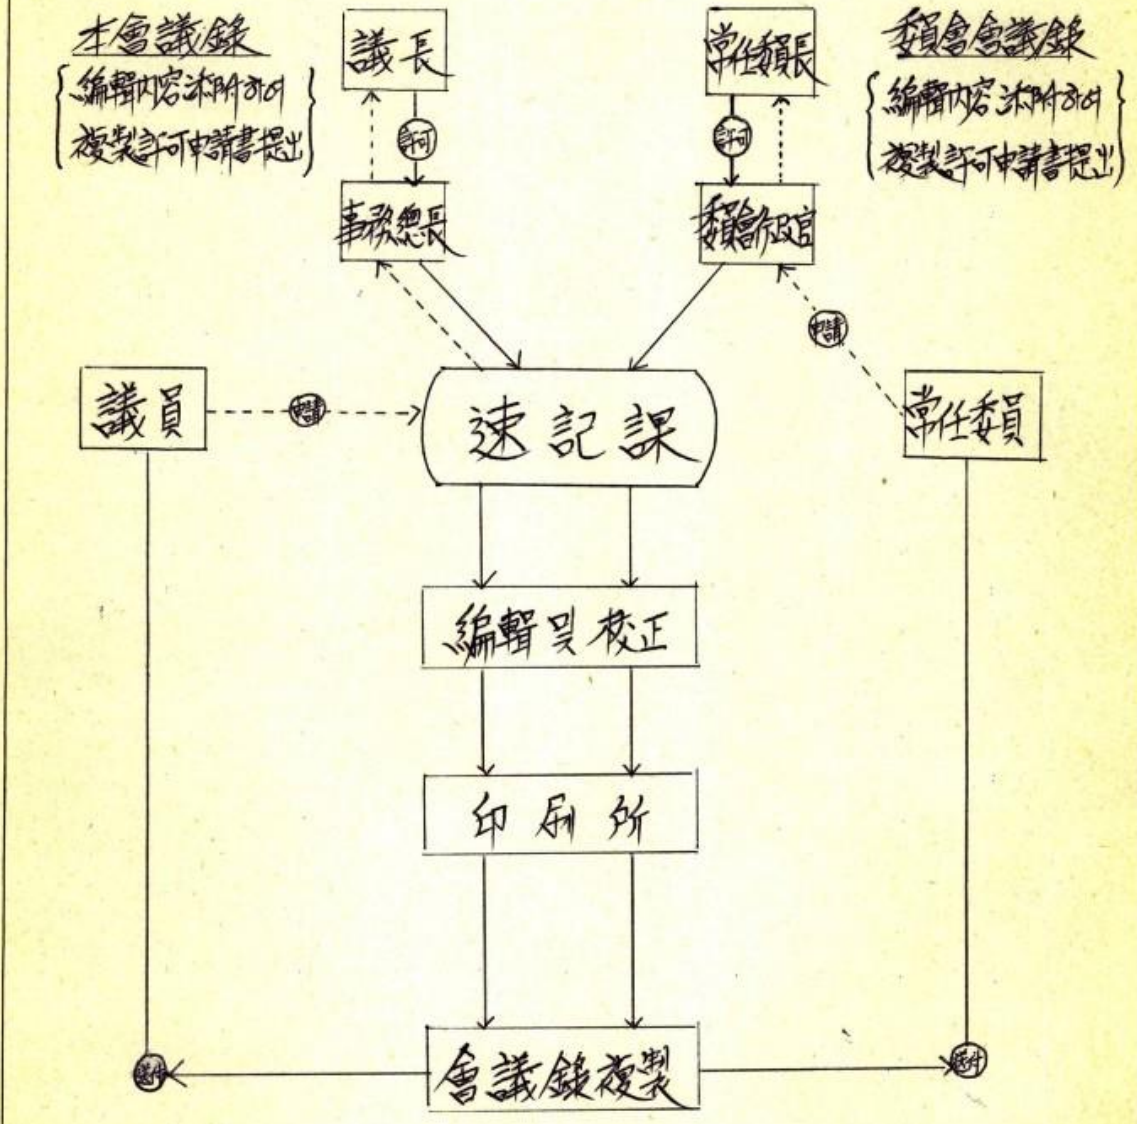 本會議錄
編輯内容添附하여
複製許可申請書提出
議長
許可
事務總長
常任委員長
許可
委員會行政官
委員會會議錄
編輯内容添附하여
複製許可申請書提出
申請
議員
申請
速記課
常任委員
編輯 및 校正
印刷所
送付
會議錄複製
送付